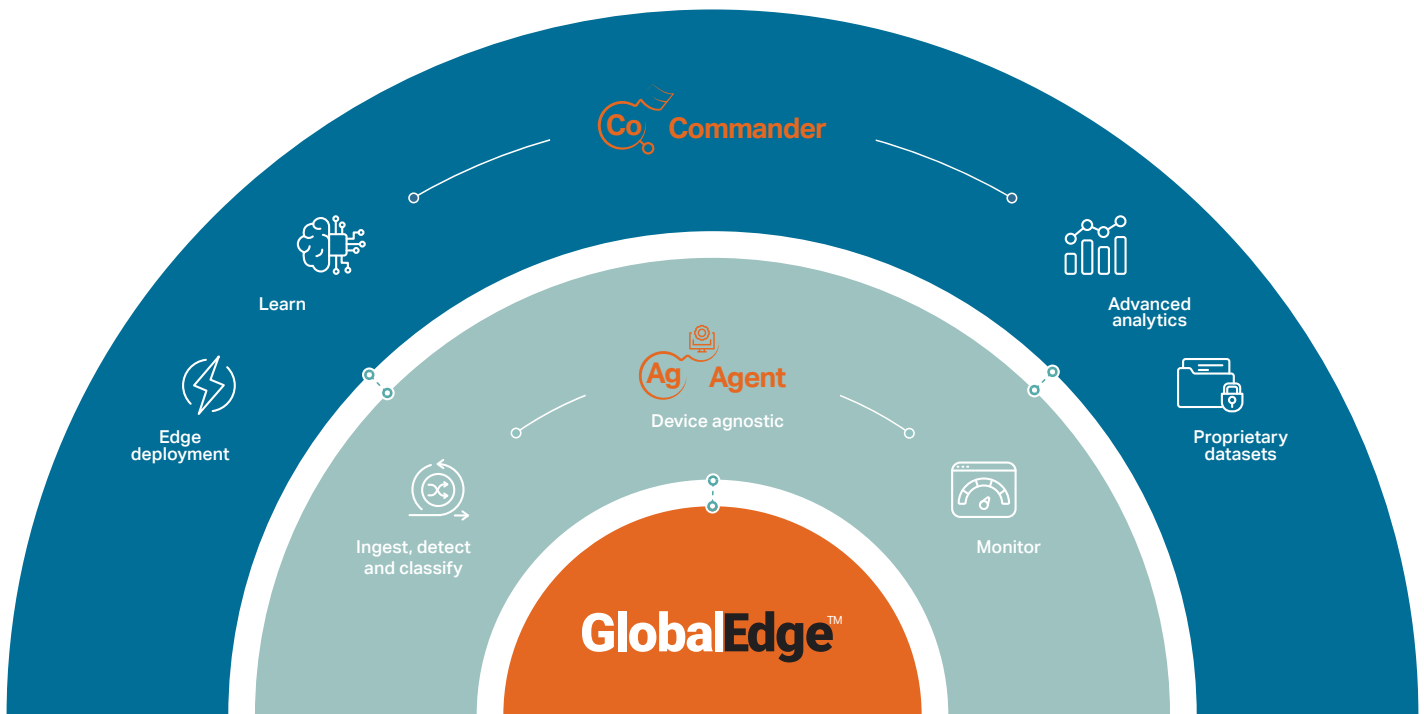 Co Commander
Learn
Advanced
analytics
Edge
deployment
Proprietary
datasets
Ag Agent
Device agnostic
Ingest, detect
and classify
Monitor
GlobalEdge™